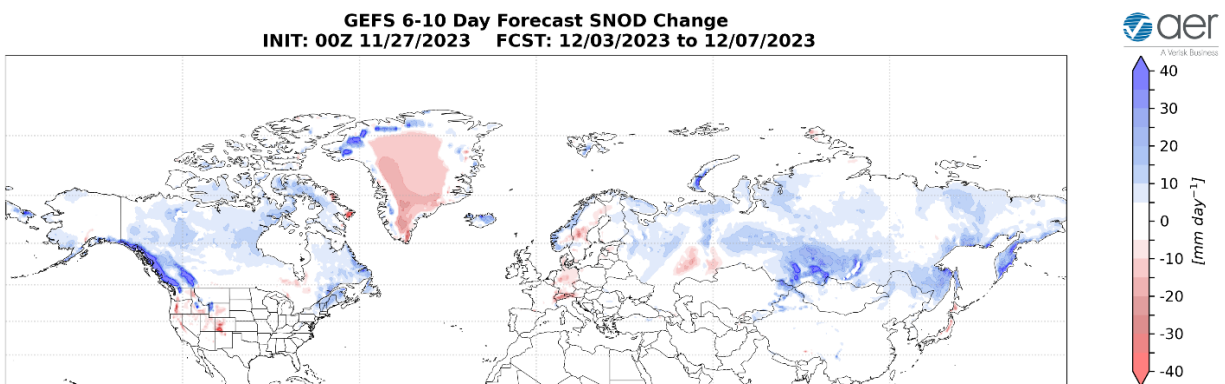 GEFS 6-10 Day Forecast SNOD Change
INIT: 00Z 11/27/2023    FCST: 12/03/2023 to 12/07/2023
aer
A Verisk Business
40
30
20
10
0
-10
-20
-30
-40
[mm day⁻¹]